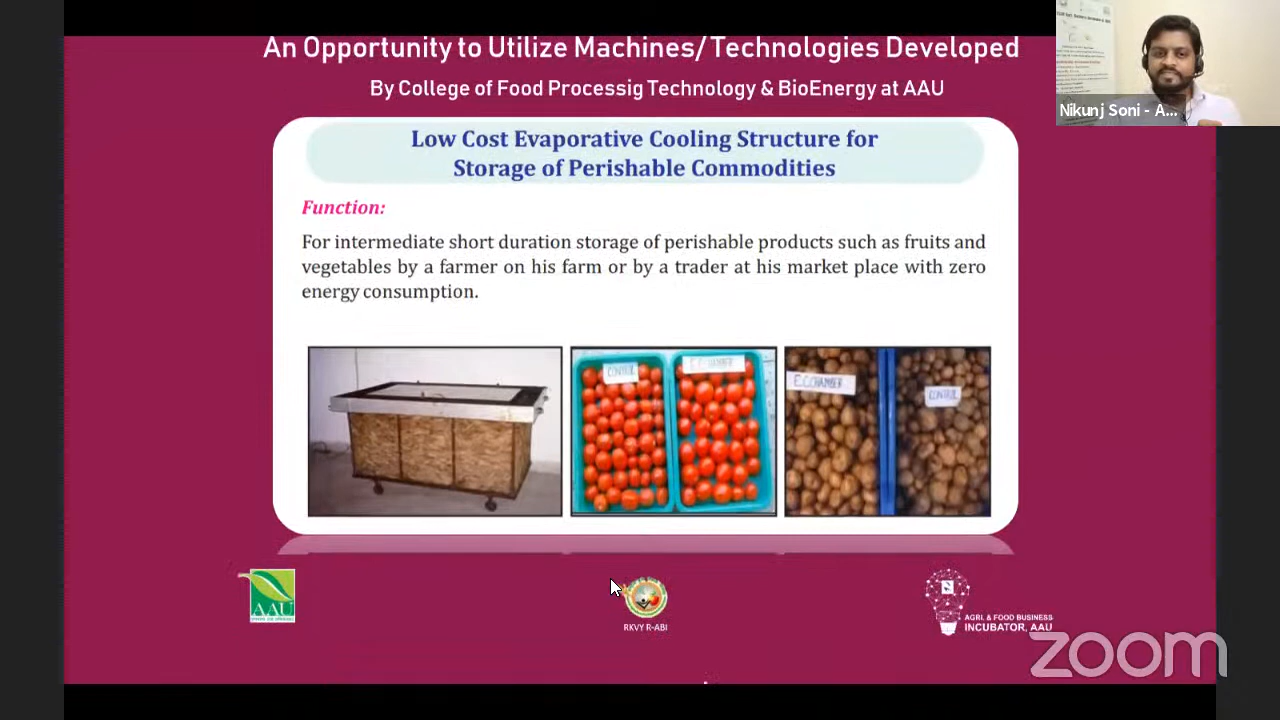 An Opportunity to Utilize Machines/Technologies Developed
By College of Food Processig Technology & BioEnergy at AAU
Nikunj Soni - A...
Low Cost Evaporative Cooling Structure for
Storage of Perishable Commodities
Function:
For intermediate short duration storage of perishable products such as fruits and
vegetables by a farmer on his farm or by a trader at his market place with zero
energy consumption.
CONTROL
E.C.CHAMBER
E.C.CHAMBER
CONTROL
AAU
RKVY R-ABI
AGRI. & FOOD BUSINESS
INCUBATOR, AAU
zoom